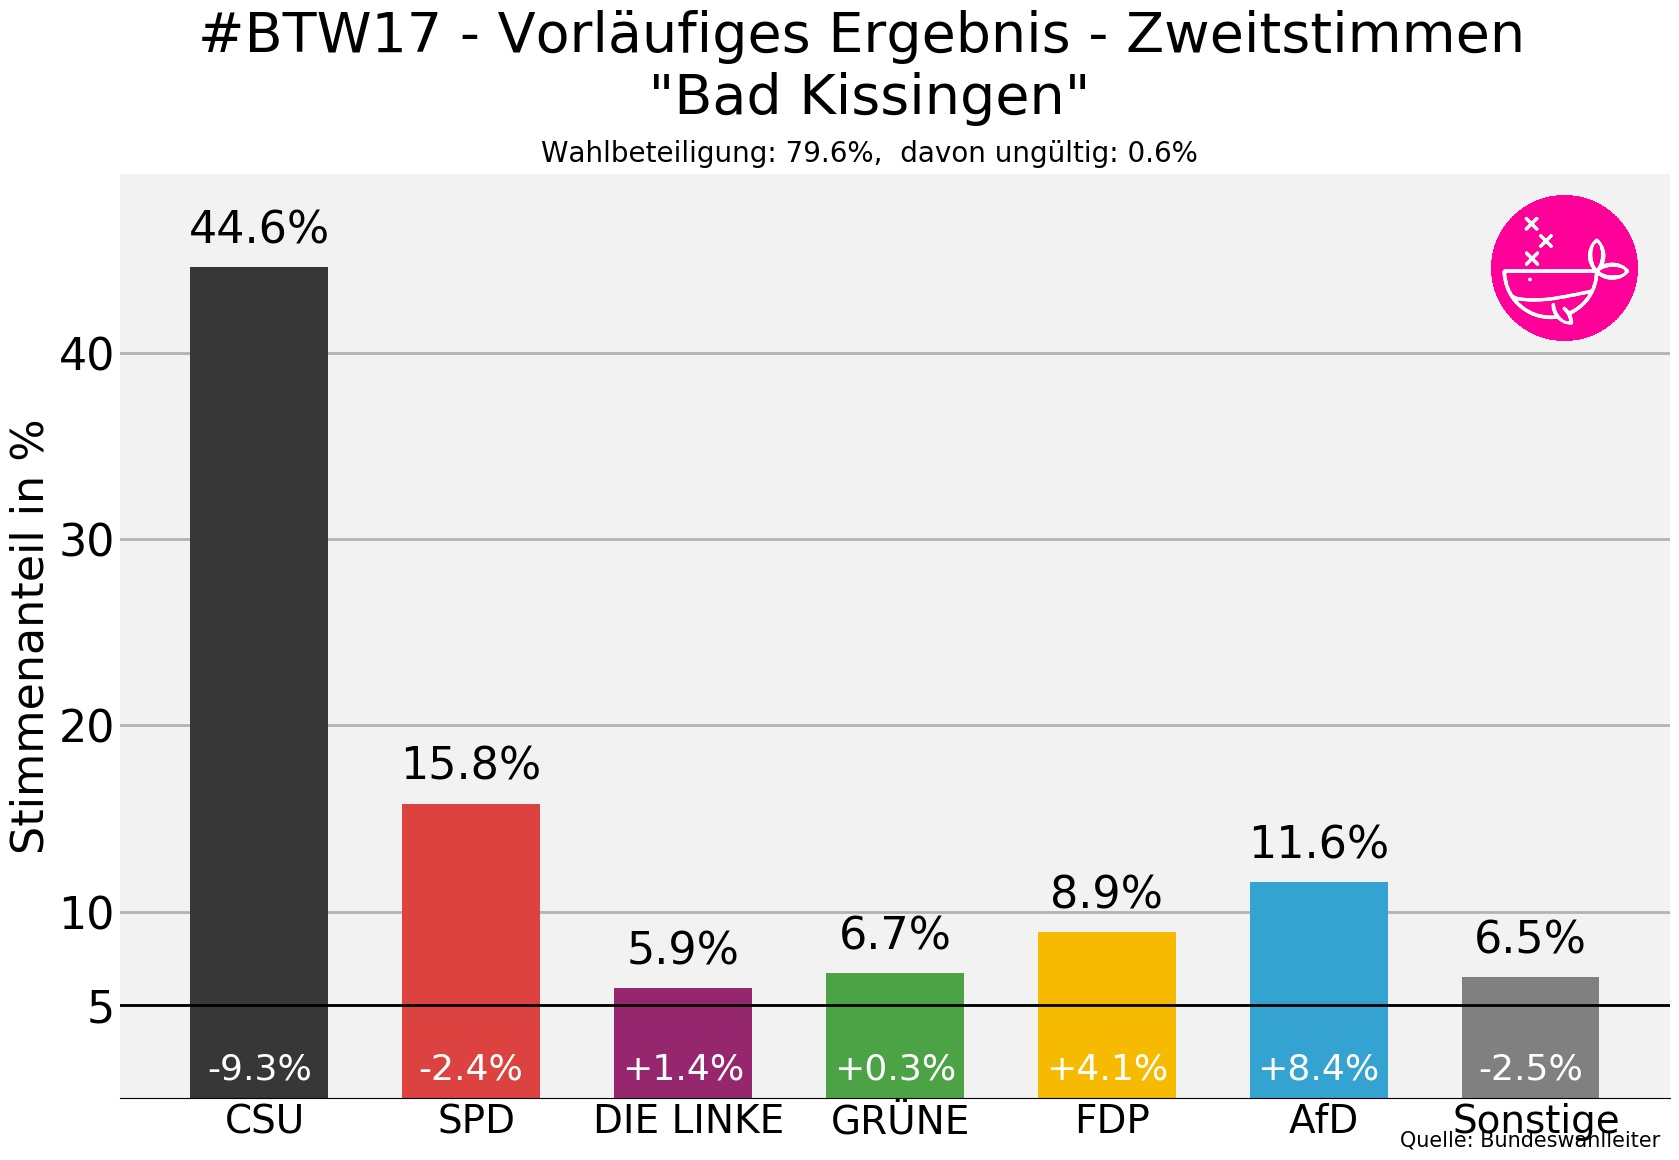 #BTW17 - Vorläufiges Ergebnis - Zweitstimmen
"Bad Kissingen"
Wahlbeteiligung: 79.6%,  davon ungültig: 0.6%
Stimmenanteil in %
40
30
20
10
5
44.6%
15.8%
5.9%
6.7%
8.9%
11.6%
6.5%
-9.3%
-2.4%
+1.4%
+0.3%
+4.1%
+8.4%
-2.5%
CSU
SPD
DIE LINKE
GRÜNE
FDP
AfD
Sonstige
Quelle: Bundeswahlleiter